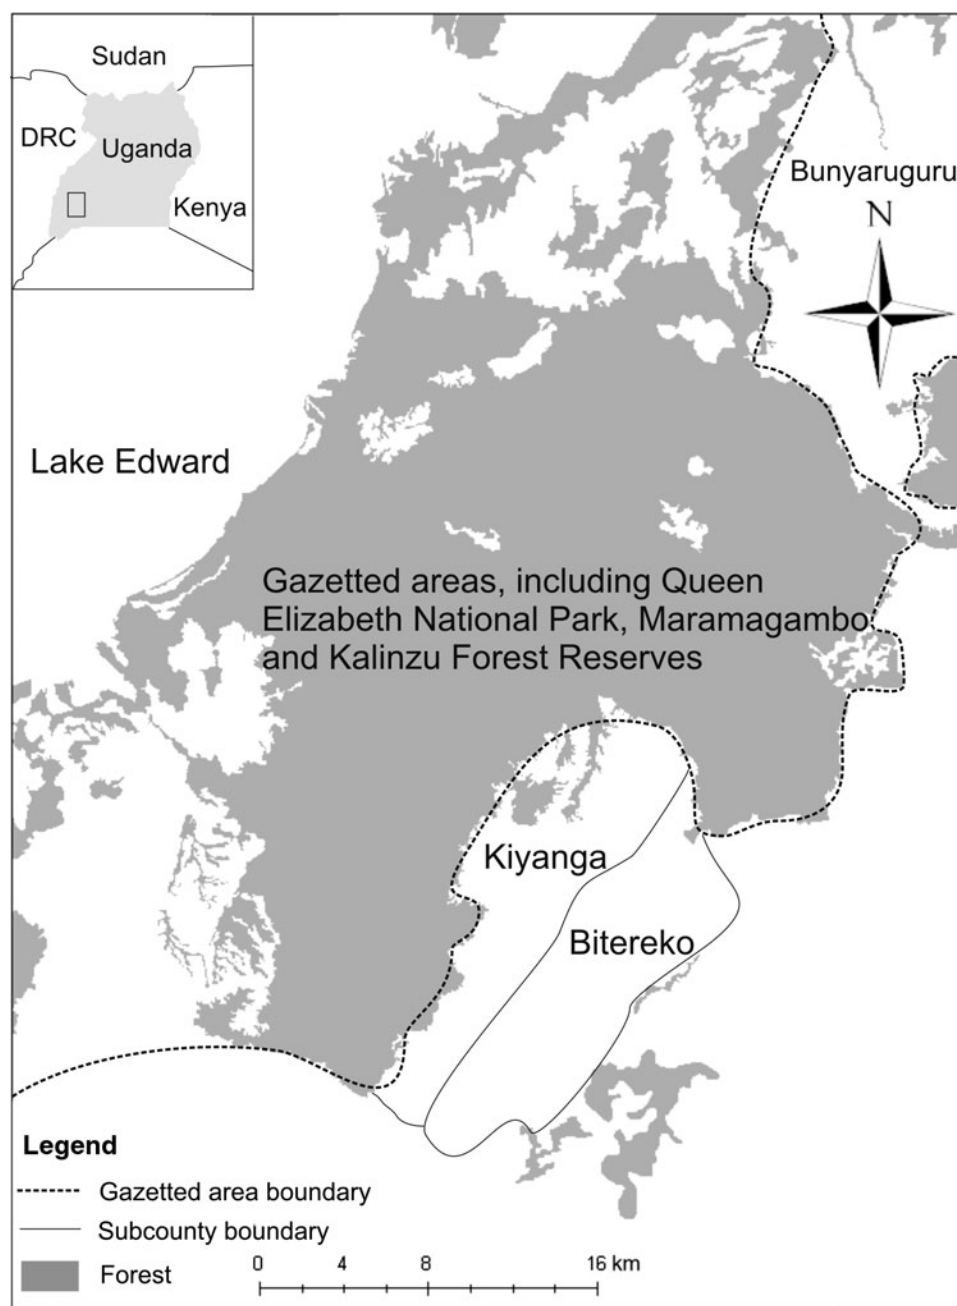 Sudan
DRC
Uganda
Kenya
Bunyaruguru
N
Lake Edward
Gazetted areas, including Queen
Elizabeth National Park, Maramagambo
and Kalinzu Forest Reserves
Kiyanga
Bitereko
Legend
Gazetted area boundary
Subcounty boundary
Forest
0 4 8 16 km